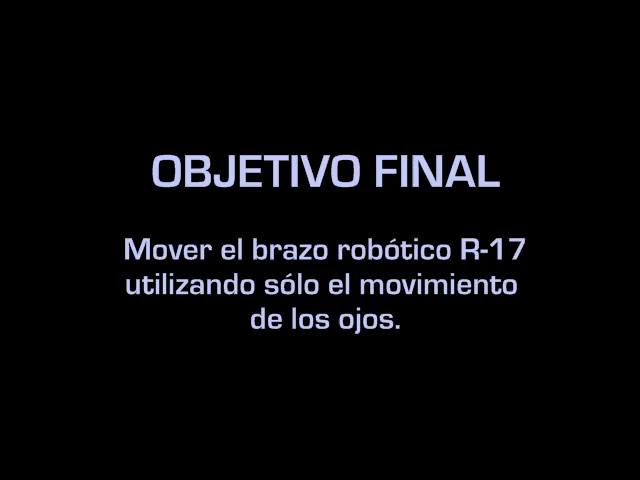 OBJETIVO FINAL
Mover el brazo robótico R-17
utilizando sólo el movimiento
de los ojos.